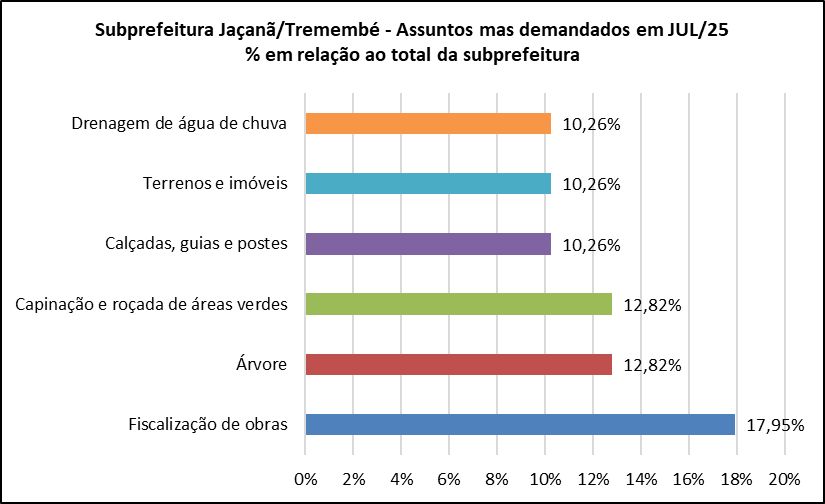 Subprefeitura Jaçanã/Tremembé - Assuntos mas demandados em JUL/25
% em relação ao total da subprefeitura
Drenagem de água de chuva 10,26%
Terrenos e imóveis 10,26%
Calçadas, guias e postes 10,26%
Capinação e roçada de áreas verdes 12,82%
Árvore 12,82%
Fiscalização de obras 17,95%
0% 2% 4% 6% 8% 10% 12% 14% 16% 18% 20%